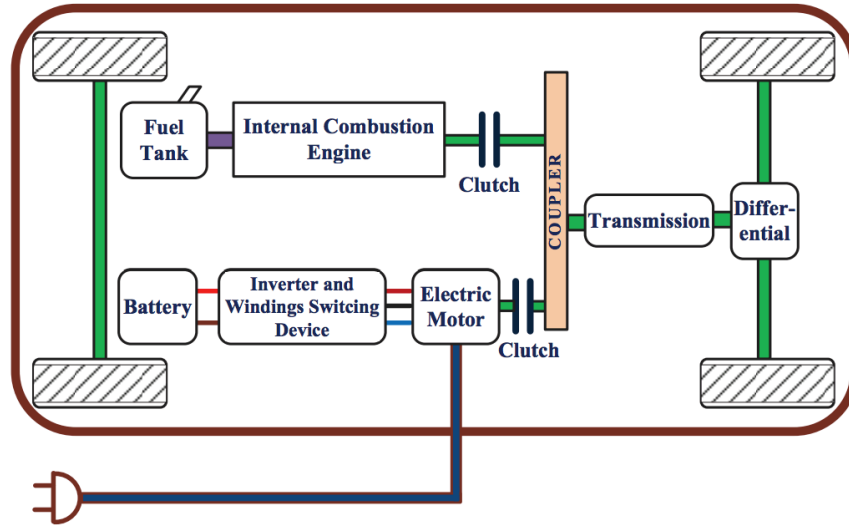 Fuel
Tank
Internal Combustion
Engine
Clutch
COUPLER
Transmission
Differ-
ential
Battery
Inverter and
Windings Switcing
Device
Electric
Motor
Clutch